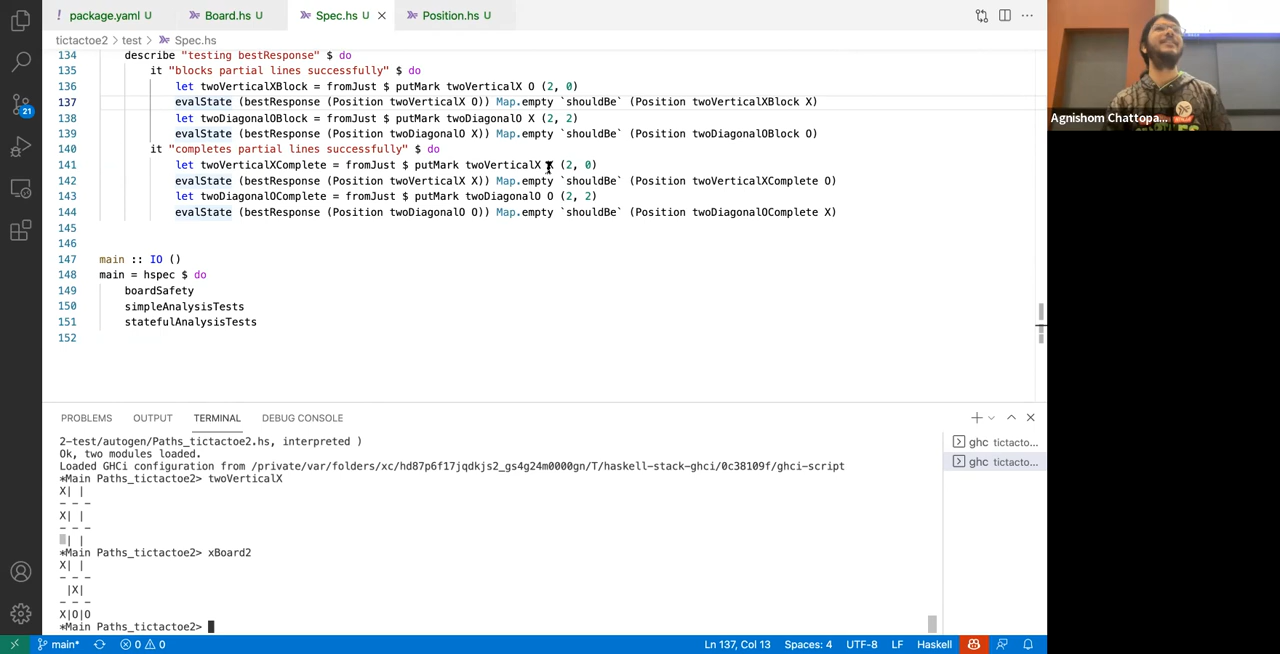 package.yaml U
Board.hs U
Spec.hs U
Position.hs U
tictactoe2 > test > Spec.hs
134 describe "testing bestResponse" $ do
135 it "blocks partial lines successfully" $ do
136 let twoVerticalXBlock = fromJust $ putMark twoVerticalX O (2, 0)
137 evalState (bestResponse (Position twoVerticalX O)) Map.empty `shouldBe` (Position twoVerticalXBlock X)
138 let twoDiagonalOBlock = fromJust $ putMark twoDiagonalO X (2, 2)
139 evalState (bestResponse (Position twoDiagonalO X)) Map.empty `shouldBe` (Position twoDiagonalOBlock O)
140 it "completes partial lines successfully" $ do
141 let twoVerticalXComplete = fromJust $ putMark twoVerticalX X (2, 0)
142 evalState (bestResponse (Position twoVerticalX X)) Map.empty `shouldBe` (Position twoVerticalXComplete O)
143 let twoDiagonalOComplete = fromJust $ putMark twoDiagonalO O (2, 2)
144 evalState (bestResponse (Position twoDiagonalO O)) Map.empty `shouldBe` (Position twoDiagonalOComplete X)
145
146
147 main :: IO ()
148 main = hspec $ do
149 boardSafety
150 simpleAnalysisTests
151 statefulAnalysisTests
152
21
Agnishom Chattopa...
PROBLEMS OUTPUT TERMINAL DEBUG CONSOLE
2-test/autogen/Paths_tictactoe2.hs, interpreted )
Ok, two modules loaded.
Loaded GHCi configuration from /private/var/folders/xc/hd87p6f17jqdkjs2_gs4g24m0000gn/T/haskell-stack-ghci/0c38109f/ghci-script
*Main Paths_tictactoe2> twoVerticalX
X| |
- - -
X| |
- - -
 | |
*Main Paths_tictactoe2> xBoard2
X| |
- - -
 |X|
- - -
X|O|O
*Main Paths_tictactoe2>
ghc tictacto...
ghc tictacto...
main* 0 0 Ln 137, Col 13 Spaces: 4 UTF-8 LF Haskell